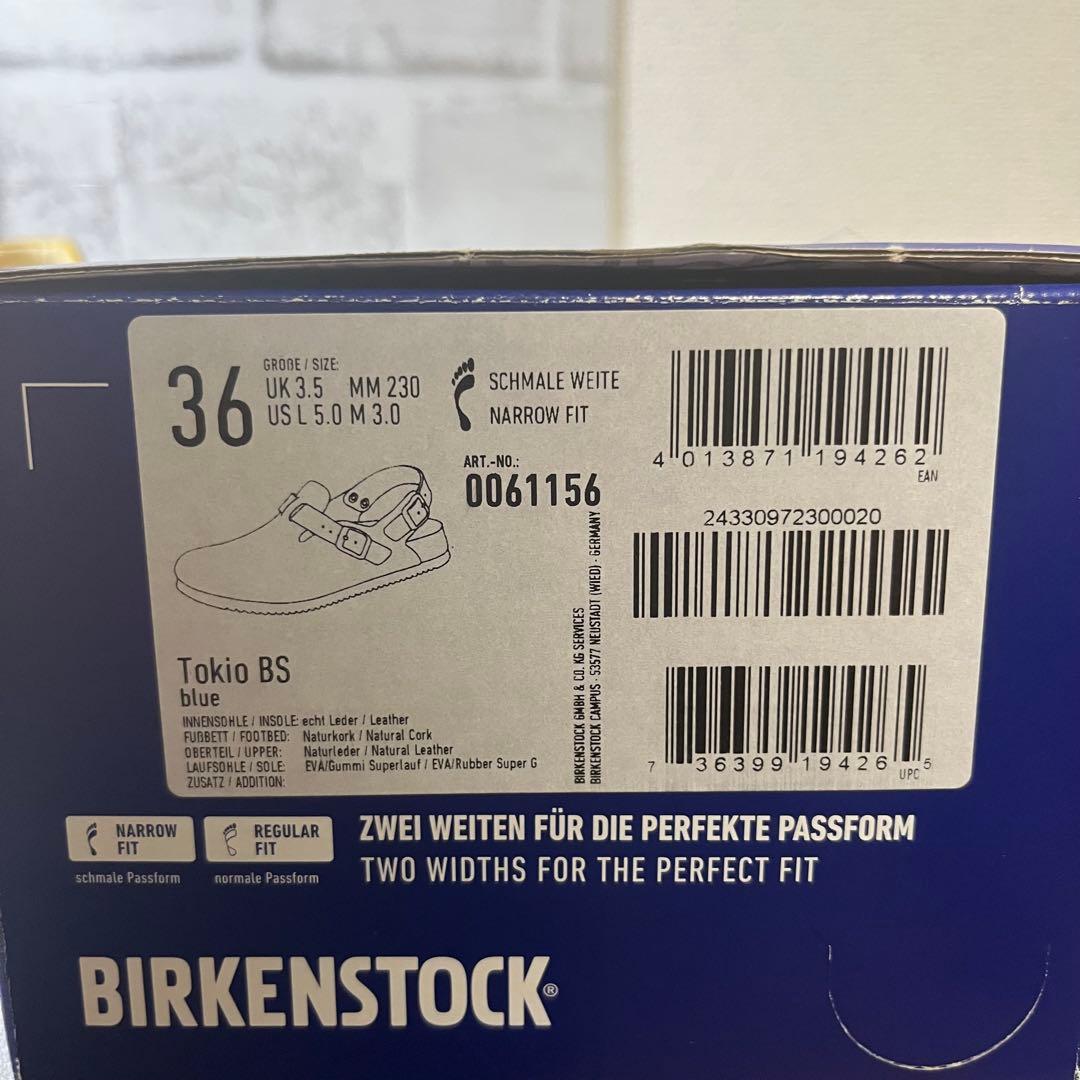 36
GRÖßE / SIZE:
UK 3.5 MM 230
US L 5.0 M 3.0
SCHMALE WEITE
NARROW FIT
ART.-NO.:
0061156
4 013871 194262
EAN
24330972300020
7 36399 19426 5
UPC
Tokio BS
blue
INNENSOHLE / INSOLE: echt Leder / Leather
FUßBETT / FOOTBED: Naturkork / Natural Cork
OBERTEIL / UPPER: Naturleder / Natural Leather
LAUFSOHLE / SOLE: EVA/Gummi Superlauf / EVA/Rubber Super G
ZUSATZ / ADDITION:
BIRKENSTOCK GMBH & CO. KG SERVICES
BIRKENSTOCK CAMPUS · 53577 NEUSTADT (WIED) · GERMANY
NARROW FIT
schmale Passform
REGULAR FIT
normale Passform
ZWEI WEITEN FÜR DIE PERFEKTE PASSFORM
TWO WIDTHS FOR THE PERFECT FIT
BIRKENSTOCK®